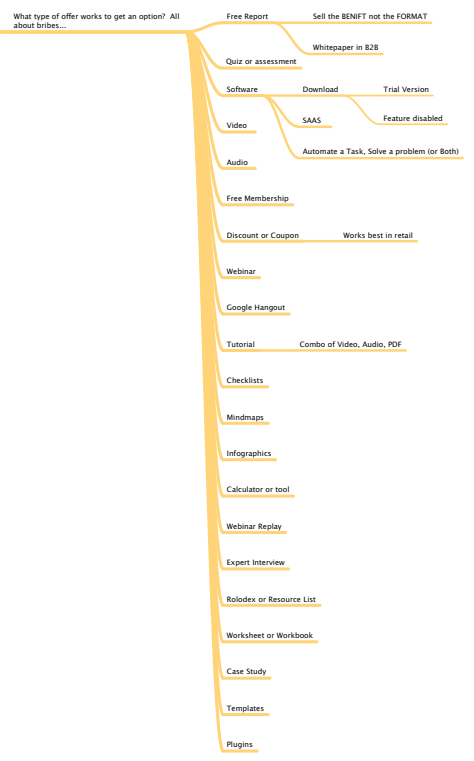 What type of offer works to get an option?  All
about bribes...
Free Report
Sell the BENIFT not the FORMAT
Whitepaper in B2B
Quiz or assessment
Software
Download
Trial Version
Feature disabled
SAAS
Automate a Task, Solve a problem (or Both)
Video
Audio
Free Membership
Discount or Coupon
Works best in retail
Webinar
Google Hangout
Tutorial
Combo of Video, Audio, PDF
Checklists
Mindmaps
Infographics
Calculator or tool
Webinar Replay
Expert Interview
Rolodex or Resource List
Worksheet or Workbook
Case Study
Templates
Plugins